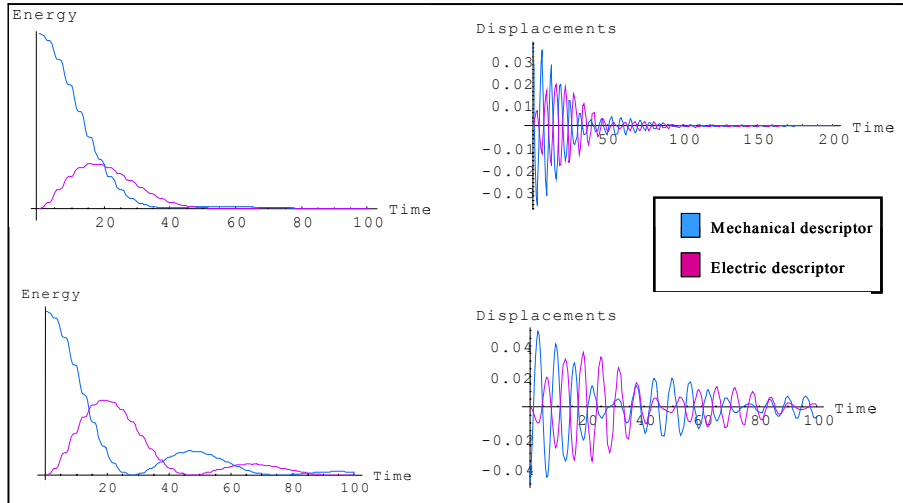 Energy
Time
20 40 60 80 100
Displacements
0.03
0.02
0.01
-0.01
-0.02
-0.03
50 100 150 200
Time
Mechanical descriptor
Electric descriptor
Energy
Time
20 40 60 80 100
Displacements
0.04
0.02
-0.02
-0.04
20 40 60 80 100
Time